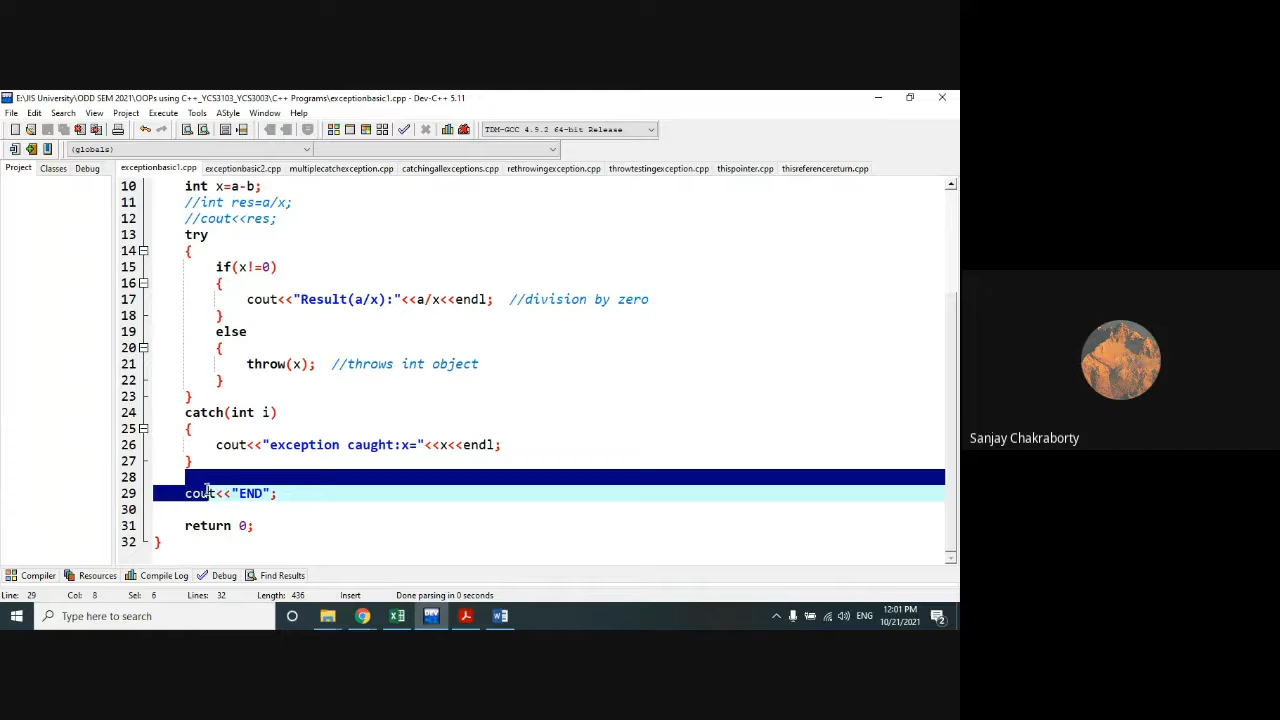 E:\JIS University\ODD SEM 2021\OOPs using C++_YCS3103_YCS3003\C++ Programs\exceptionbasic1.cpp - Dev-C++ 5.11
File Edit Search View Project Execute Tools AStyle Window Help
TDM-GCC 4.9.2 64-bit Release
(globals)
Project Classes Debug
exceptionbasic1.cpp exceptionbasic2.cpp multiplecatchexception.cpp catchingallexceptions.cpp rethrowingexception.cpp throwtestingexception.cpp thispointer.cpp thisreferencereturn.cpp
10 int x=a-b;
11 //int res=a/x;
12 //cout<<res;
13 try
14 {
15 if(x!=0)
16 {
17 cout<<"Result(a/x):"<<a/x<<endl; //division by zero
18 }
19 else
20 {
21 throw(x); //throws int object
22 }
23 }
24 catch(int i)
25 {
26 cout<<"exception caught:x="<<x<<endl;
27 }
28
29 cout<<"END";
30
31 return 0;
32 }
Sanjay Chakraborty
Compiler Resources Compile Log Debug Find Results
Line: 29 Col: 8 Sel: 6 Lines: 32 Length: 436 Insert Done parsing in 0 seconds
Type here to search
DEV
ENG
12:01 PM
10/21/2021
2